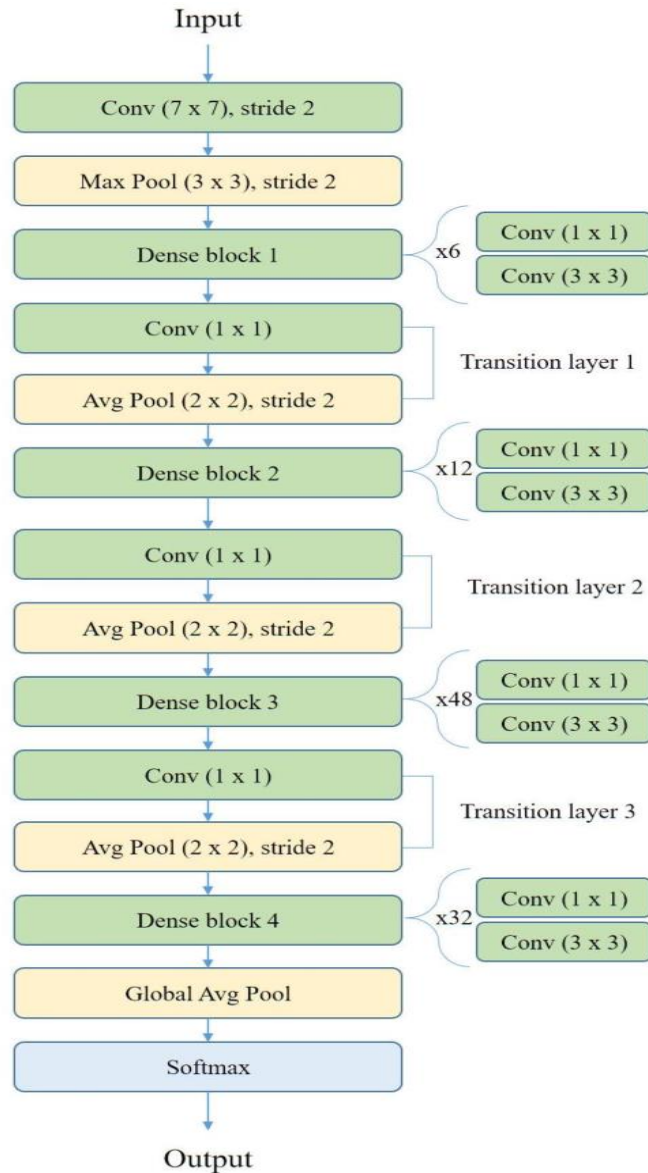 Input
Conv (7 x 7), stride 2
Max Pool (3 x 3), stride 2
Dense block 1
x6
Conv (1 x 1)
Conv (3 x 3)
Conv (1 x 1)
Avg Pool (2 x 2), stride 2
Transition layer 1
Dense block 2
x12
Conv (1 x 1)
Conv (3 x 3)
Conv (1 x 1)
Avg Pool (2 x 2), stride 2
Transition layer 2
Dense block 3
x48
Conv (1 x 1)
Conv (3 x 3)
Conv (1 x 1)
Avg Pool (2 x 2), stride 2
Transition layer 3
Dense block 4
x32
Conv (1 x 1)
Conv (3 x 3)
Global Avg Pool
Softmax
Output